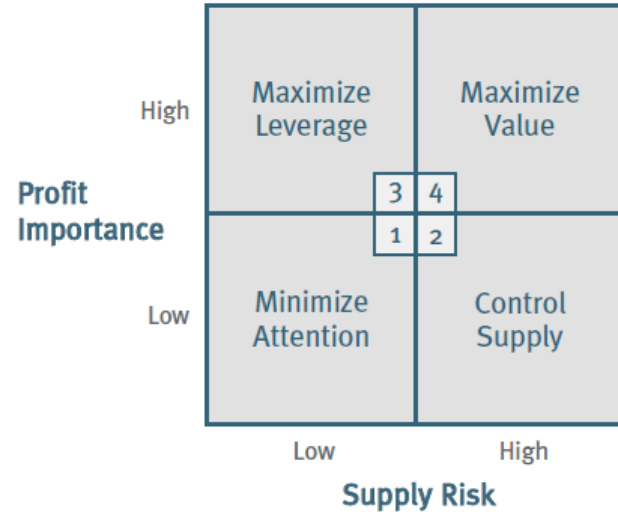 High
Maximize
Leverage
Maximize
Value
Profit
Importance
3
4
1
2
Low
Minimize
Attention
Control
Supply
Low
High
Supply Risk